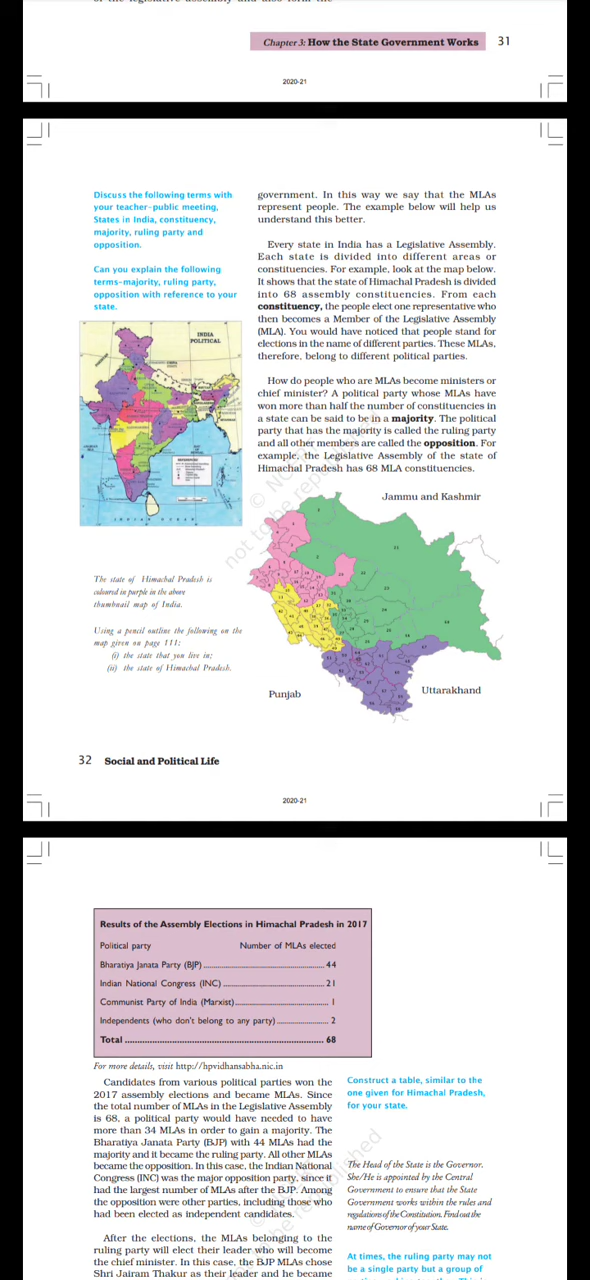 Chapter 3: How the State Government Works 31
2020-21
Discuss the following terms with
your teacher-public meeting,
States in India, constituency,
majority, ruling party and
opposition.
Can you explain the following
terms-majority, ruling party,
opposition with reference to your
state.
INDIA
POLITICAL
The state of Himachal Pradesh is
coloured in purple in the above
thumbnail map of India.
Using a pencil outline the following on the
map given on page 111:
(i) the state that you live in;
(ii) the state of Himachal Pradesh.
government. In this way we say that the MLAs
represent people. The example below will help us
understand this better.
Every state in India has a Legislative Assembly.
Each state is divided into different areas or
constituencies. For example, look at the map below.
It shows that the state of Himachal Pradesh is divided
into 68 assembly constituencies. From each
constituency, the people elect one representative who
then becomes a Member of the Legislative Assembly
(MLA). You would have noticed that people stand for
elections in the name of different parties. These MLAs,
therefore, belong to different political parties.
How do people who are MLAs become ministers or
chief minister? A political party whose MLAs have
won more than half the number of constituencies in
a state can be said to be in a majority. The political
party that has the majority is called the ruling party
and all other members are called the opposition. For
example, the Legislative Assembly of the state of
Himachal Pradesh has 68 MLA constituencies.
Jammu and Kashmir
Punjab
Uttarakhand
32 Social and Political Life
2020-21
Results of the Assembly Elections in Himachal Pradesh in 2017
Political party Number of MLAs elected
Bharatiya Janata Party (BJP) 44
Indian National Congress (INC) 21
Communist Party of India (Marxist) 1
Independents (who don't belong to any party) 2
Total 68
For more details, visit http://hpvidhansabha.nic.in
Candidates from various political parties won the
2017 assembly elections and became MLAs. Since
the total number of MLAs in the Legislative Assembly
is 68, a political party would have needed to have
more than 34 MLAs in order to gain a majority. The
Bharatiya Janata Party (BJP) with 44 MLAs had the
majority and it became the ruling party. All other MLAs
became the opposition. In this case, the Indian National
Congress (INC) was the major opposition party, since it
had the largest number of MLAs after the BJP. Among
the opposition were other parties, including those who
had been elected as independent candidates.
After the elections, the MLAs belonging to the
ruling party will elect their leader who will become
the chief minister. In this case, the BJP MLAs chose
Shri Jairam Thakur as their leader and he became
Construct a table, similar to the
one given for Himachal Pradesh,
for your state.
The Head of the State is the Governor.
She/He is appointed by the Central
Government to ensure that the State
Government works within the rules and
regulations of the Constitution. Find out the
name of Governor of your State.
At times, the ruling party may not
be a single party but a group of